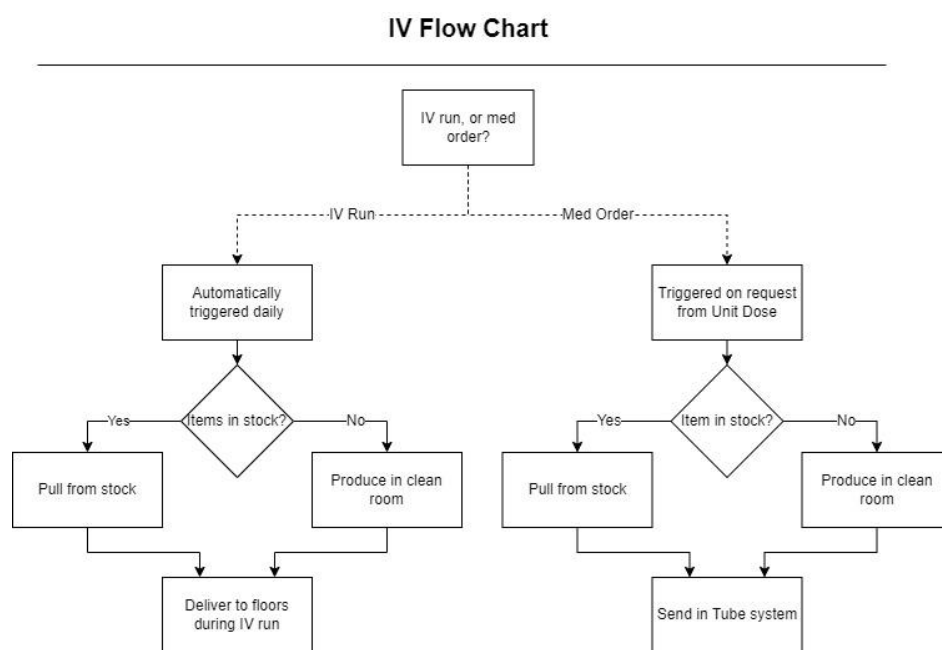 IV Flow Chart
IV run, or med
order?
IV Run
Med Order
Automatically
triggered daily
Triggered on request
from Unit Dose
Items in stock?
Yes
No
Item in stock?
Yes
No
Pull from stock
Produce in clean
room
Pull from stock
Produce in clean
room
Deliver to floors
during IV run
Send in Tube system